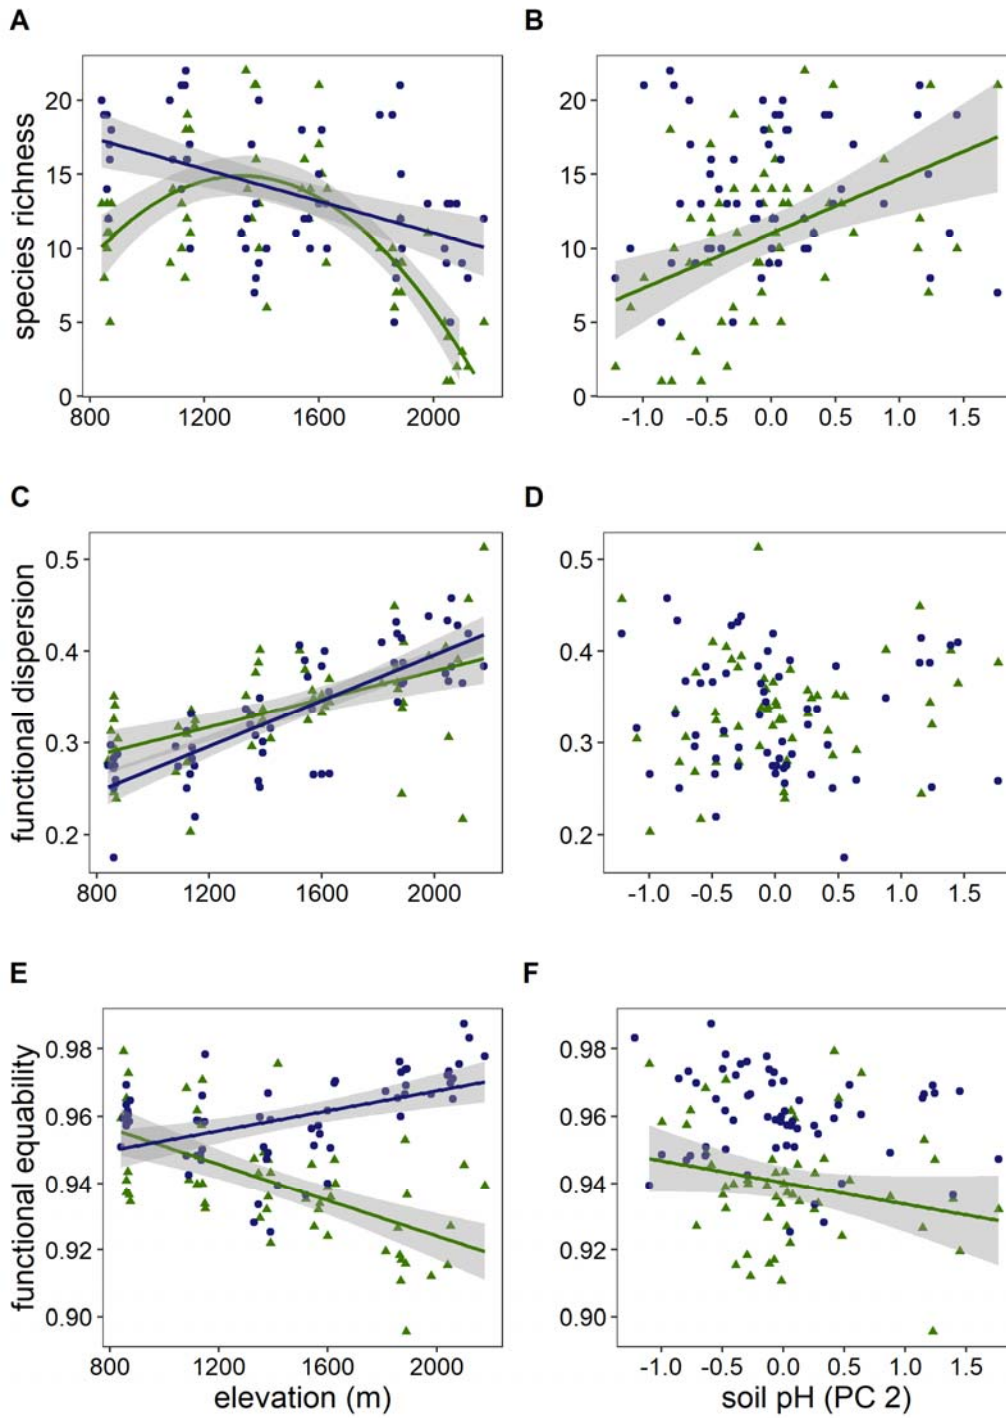 A
B
species richness
20
15
10
5
0
800 1200 1600 2000
20
15
10
5
0
-1.0 -0.5 0.0 0.5 1.0 1.5
C
D
functional dispersion
0.5
0.4
0.3
0.2
800 1200 1600 2000
0.5
0.4
0.3
0.2
-1.0 -0.5 0.0 0.5 1.0 1.5
E
F
functional equability
0.98
0.96
0.94
0.92
0.90
800 1200 1600 2000
elevation (m)
0.98
0.96
0.94
0.92
0.90
-1.0 -0.5 0.0 0.5 1.0 1.5
soil pH (PC 2)